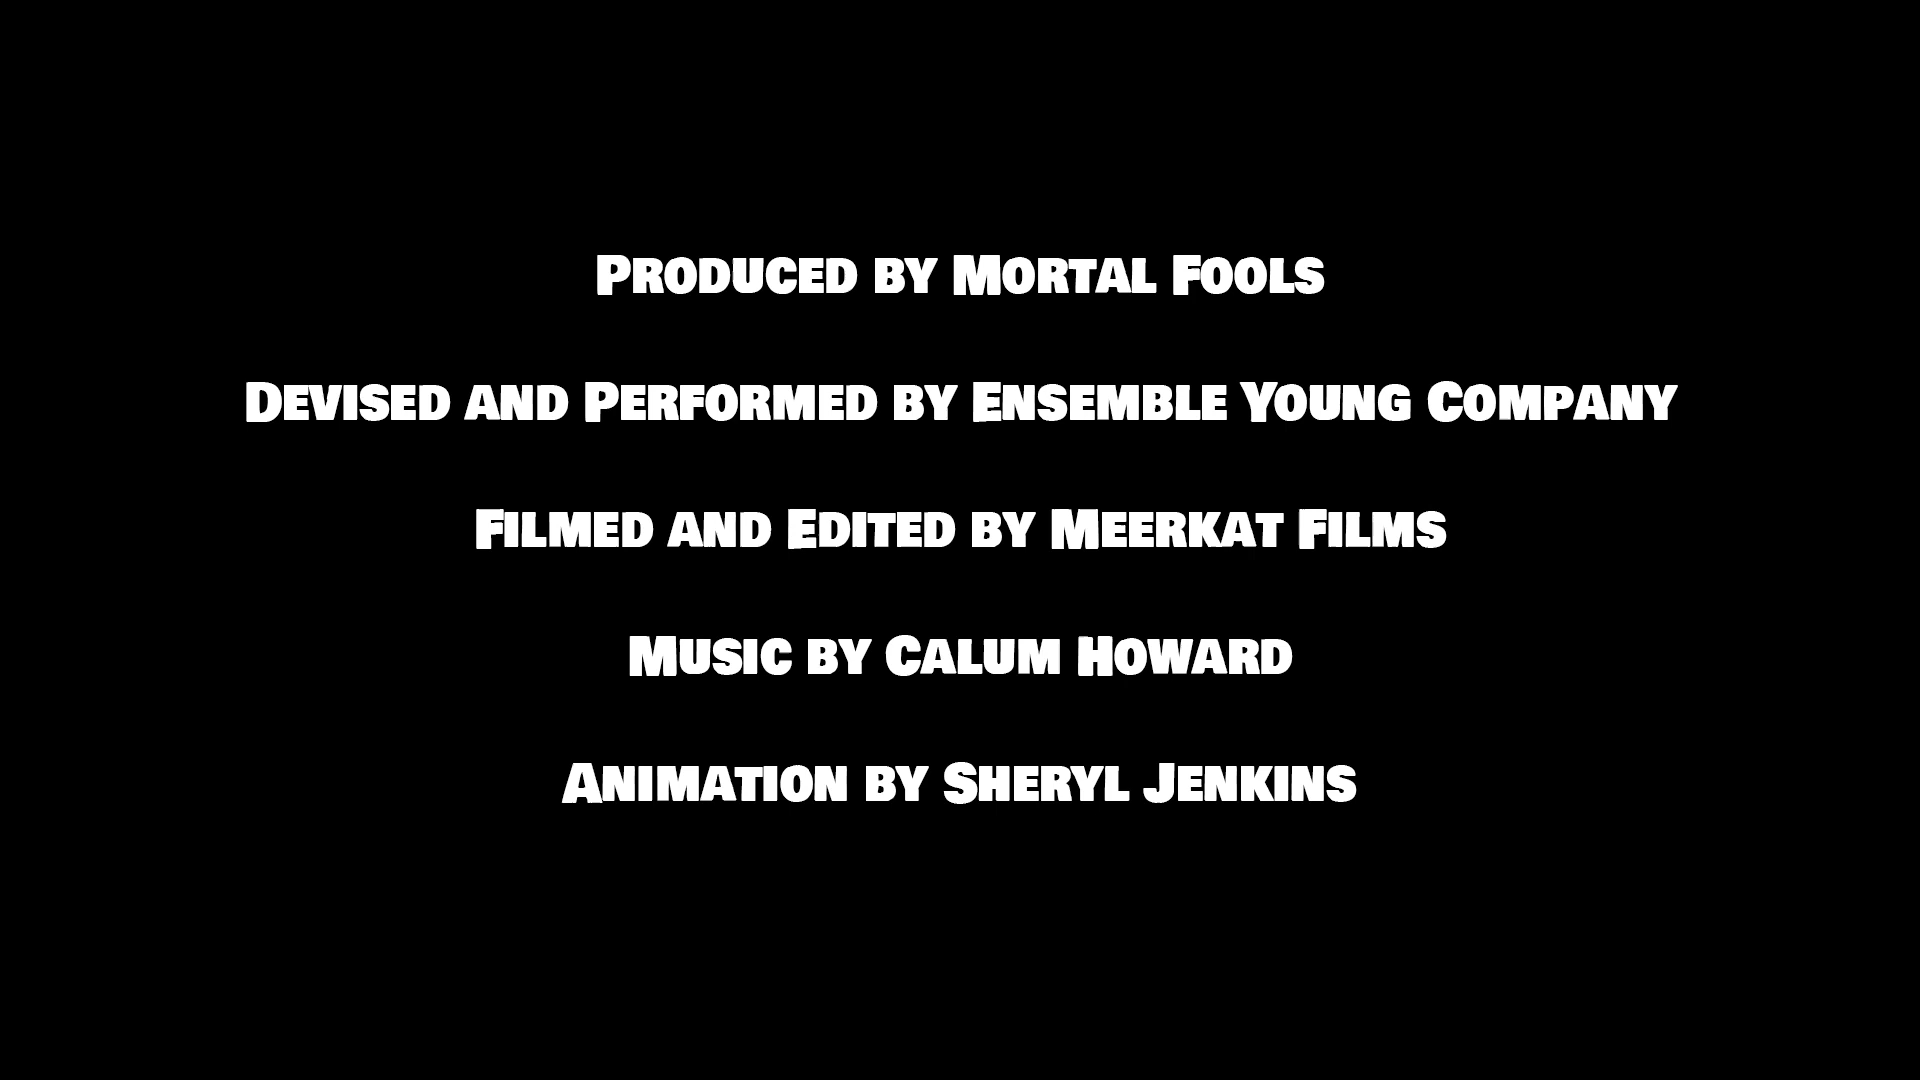 Produced by Mortal Fools
Devised and Performed by Ensemble Young Company
Filmed and Edited by Meerkat Films
Music by Calum Howard
Animation by Sheryl Jenkins